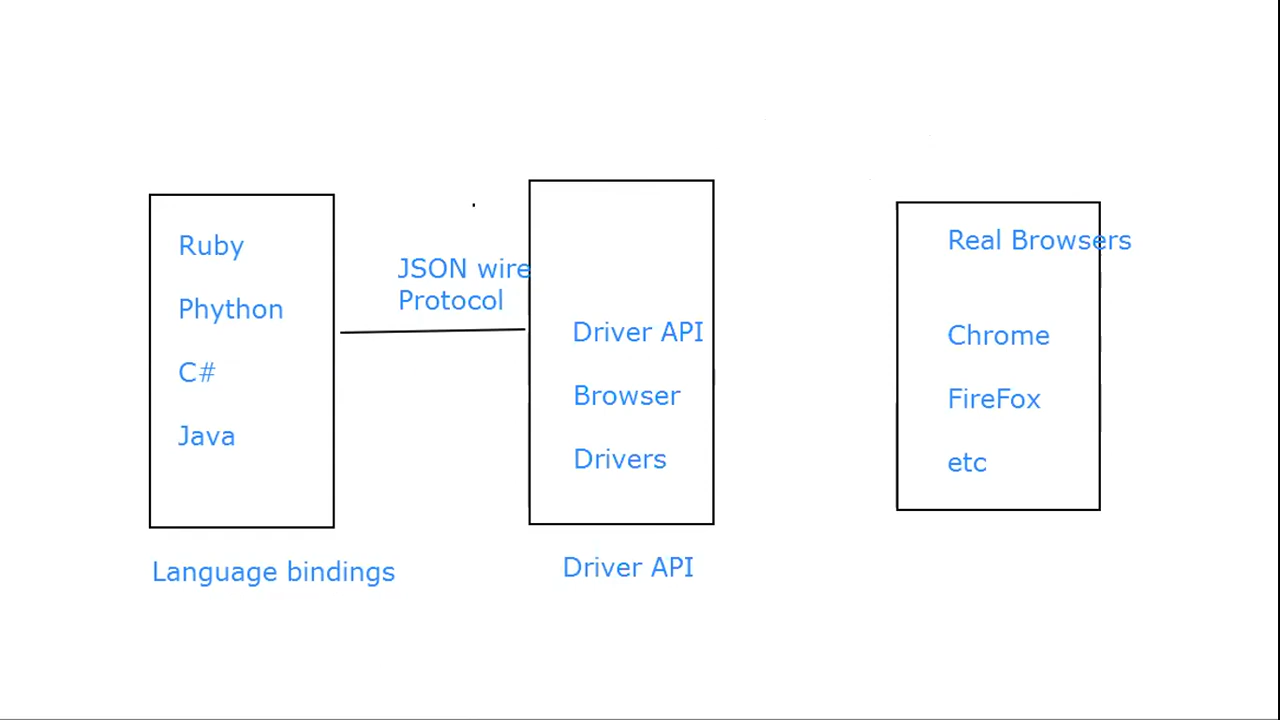 Ruby
Phython
C#
Java
Language bindings
JSON wire
Protocol
Driver API
Browser
Drivers
Driver API
Real Browsers
Chrome
FireFox
etc